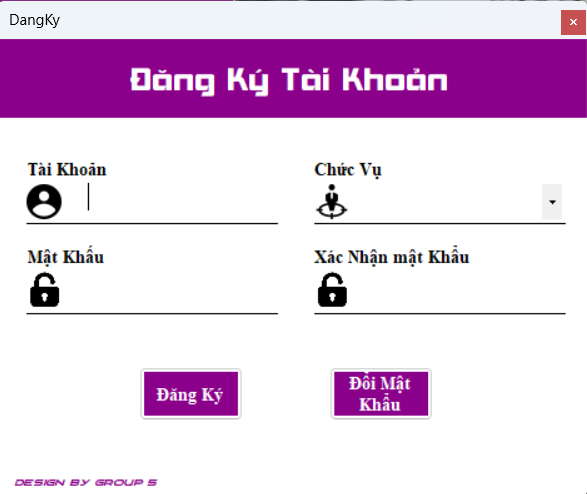 DangKy
Đăng Ký Tài Khoản
Tài Khoản
Chức Vụ
Mật Khẩu
Xác Nhận mật Khẩu
Đăng Ký
Đổi Mật
Khẩu
DESIGN BY GROUP 5